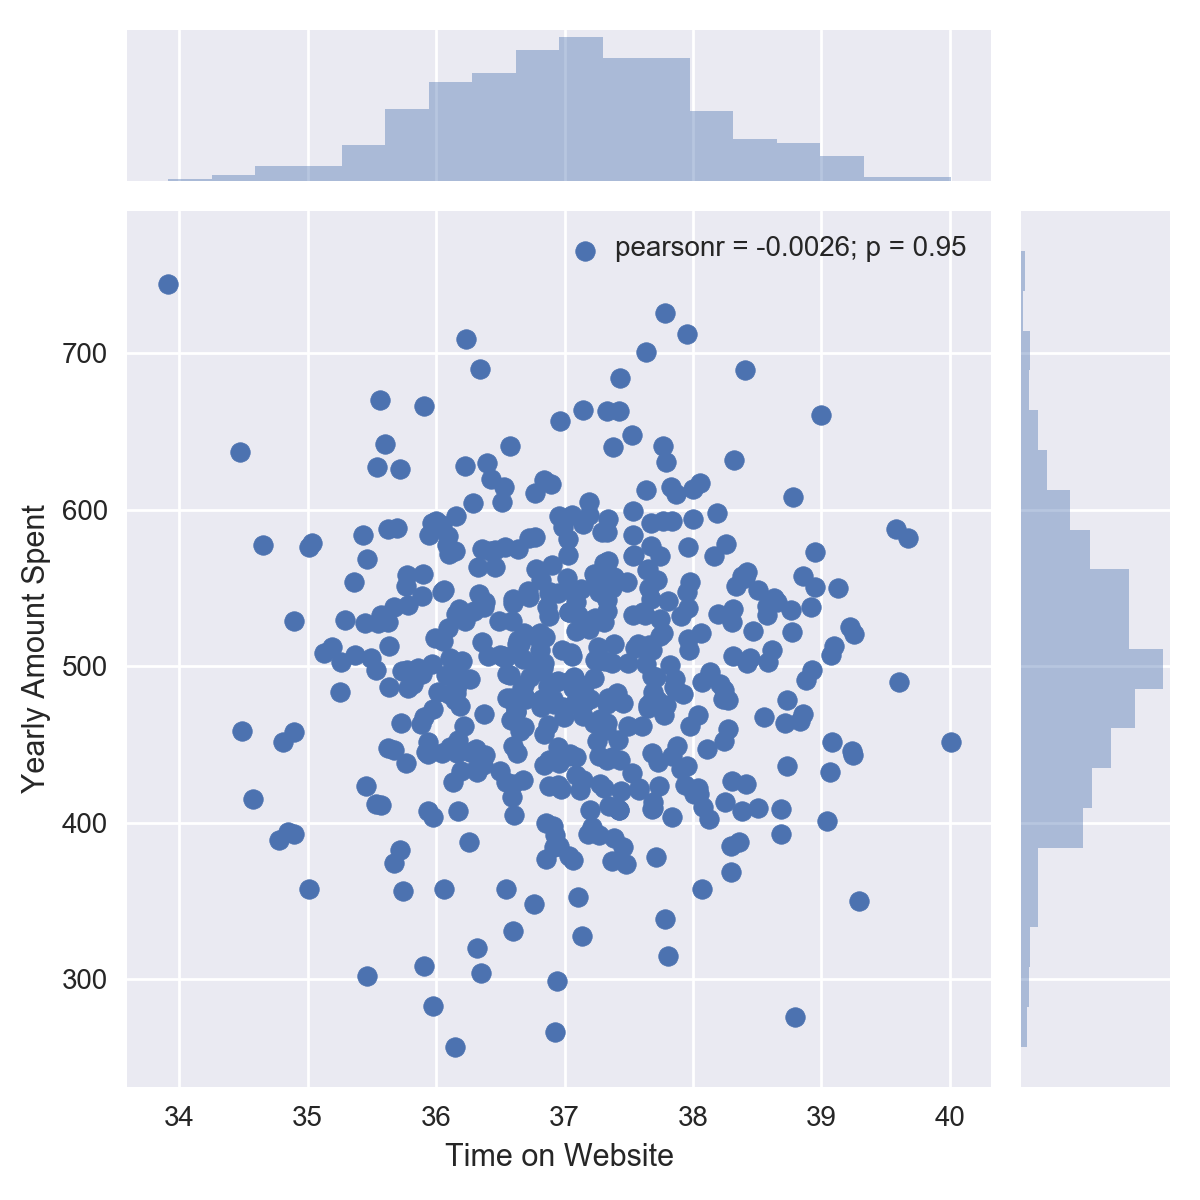 pearsonr = -0.0026; p = 0.95
700
600
500
400
300
Yearly Amount Spent
34 35 36 37 38 39 40
Time on Website